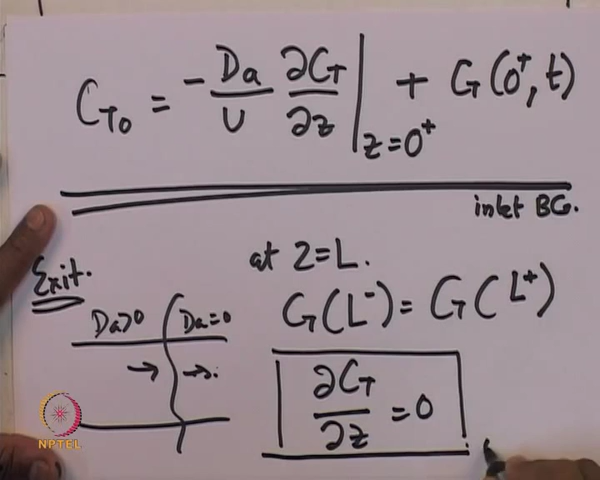 C_T0 = - Da/U ∂C_T/∂z |_z=0⁺ + C_T(0⁺, t)
inlet BC.
Exit.
at z=L.
Da>0 Da=0
C_T(L⁻) = C_T(L⁺)
∂C_T/∂z = 0
NPTEL